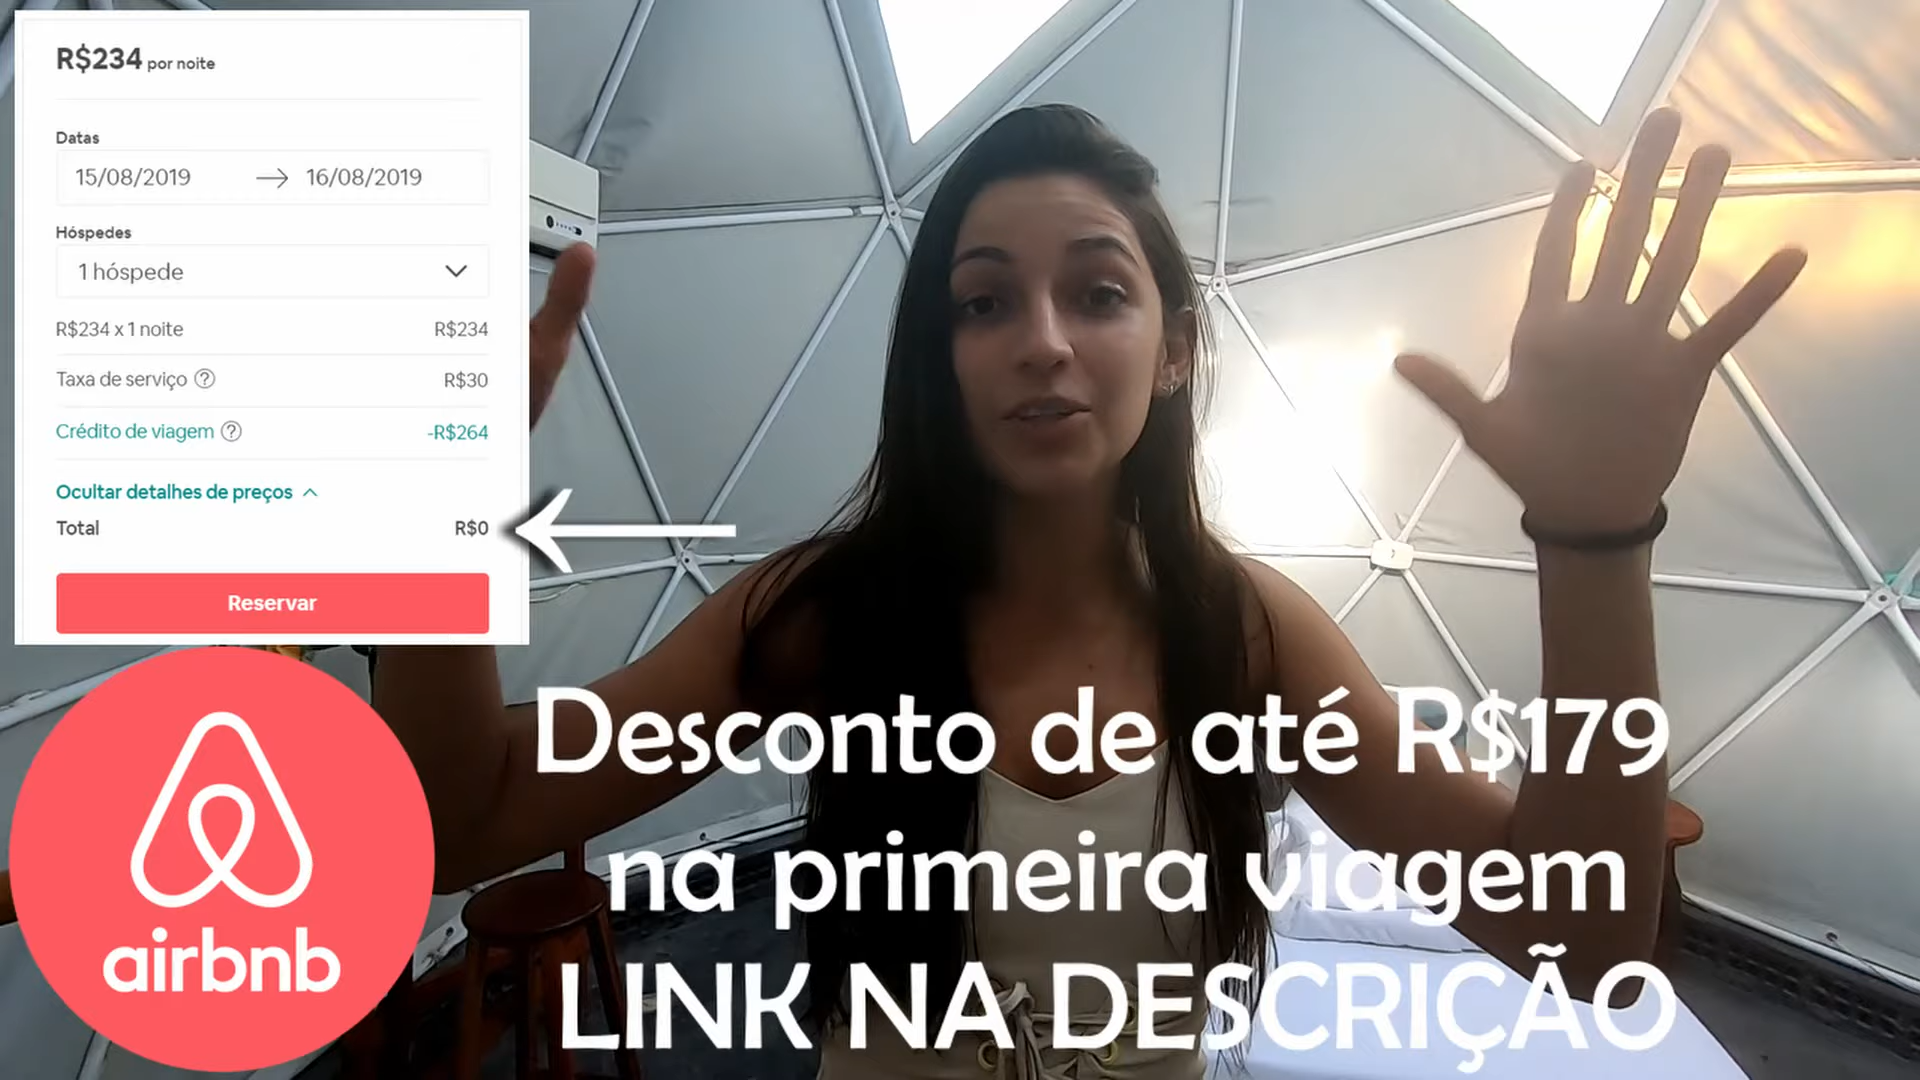 R$234 por noite
Datas
15/08/2019 → 16/08/2019
Hóspedes
1 hóspede
R$234 x 1 noite R$234
Taxa de serviço ? R$30
Crédito de viagem ? -R$264
Ocultar detalhes de preços
Total R$0
Reservar
airbnb
Desconto de até R$179
na primeira viagem
LINK NA DESCRIÇÃO